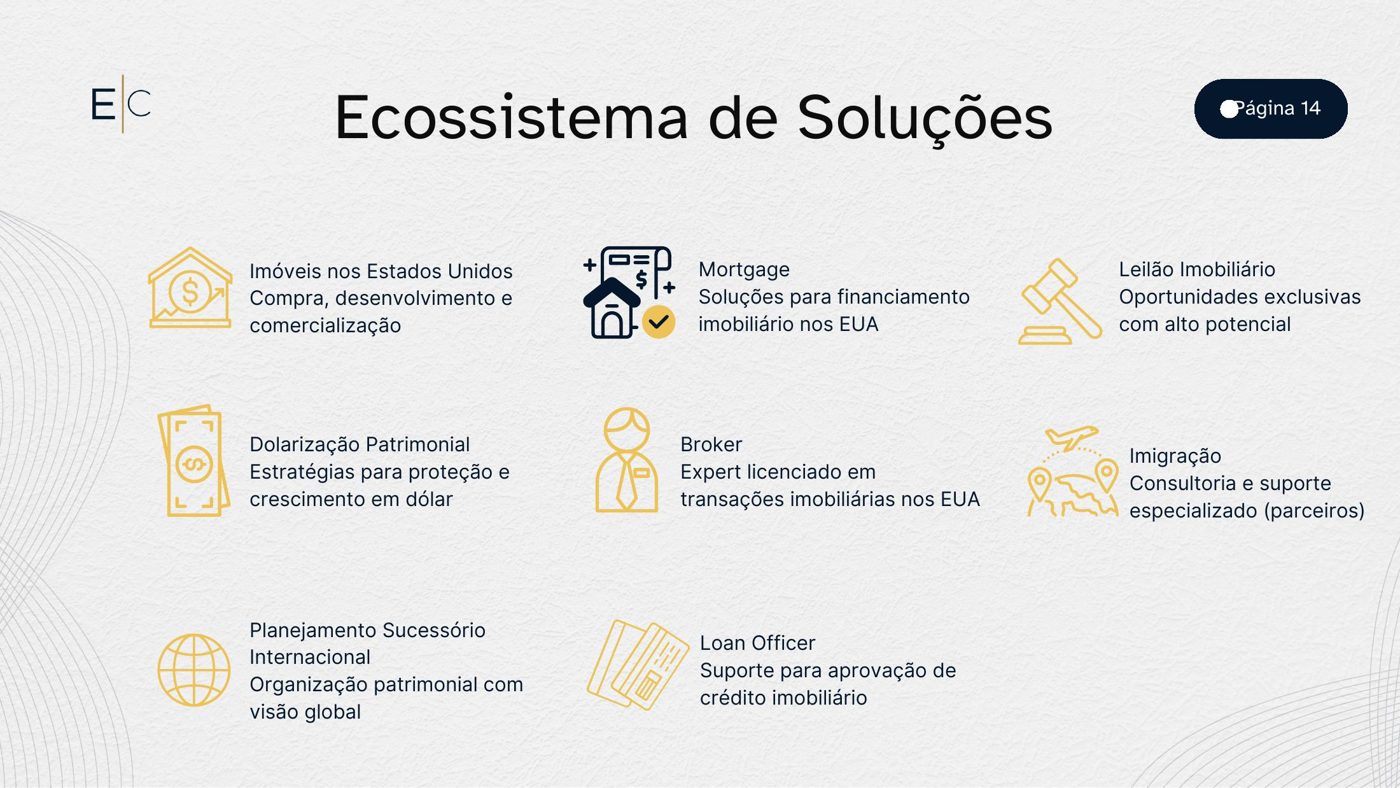 E|C
Ecossistema de Soluções
Página 14
Imóveis nos Estados Unidos
Compra, desenvolvimento e
comercialização
Mortgage
Soluções para financiamento
imobiliário nos EUA
Leilão Imobiliário
Oportunidades exclusivas
com alto potencial
Dolarização Patrimonial
Estratégias para proteção e
crescimento em dólar
Broker
Expert licenciado em
transações imobiliárias nos EUA
Imigração
Consultoria e suporte
especializado (parceiros)
Planejamento Sucessório
Internacional
Organização patrimonial com
visão global
Loan Officer
Suporte para aprovação de
crédito imobiliário